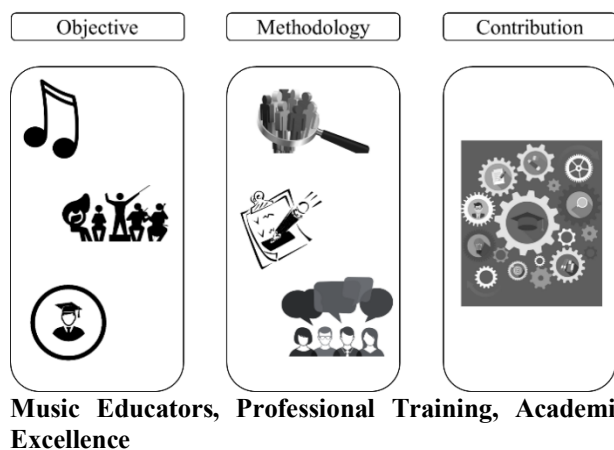 Objective Methodology Contribution
Music Educators, Professional Training, Academi
Excellence